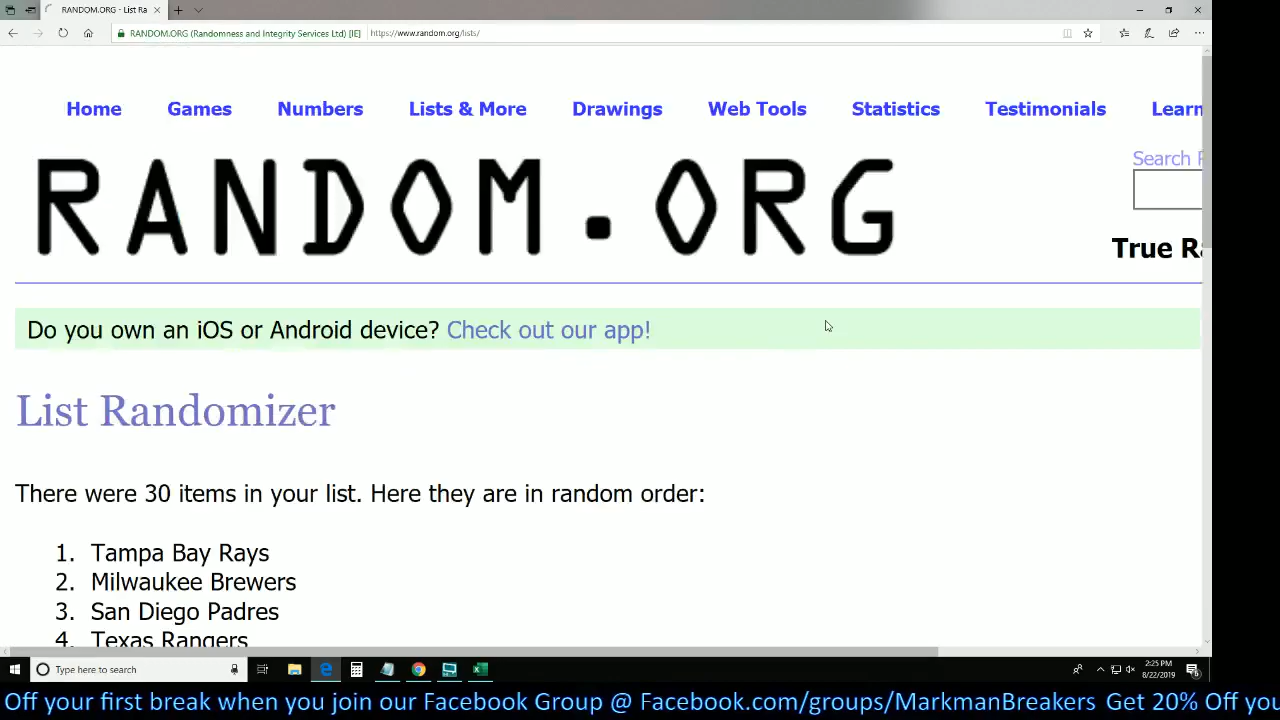 RANDOM.ORG - List Ra
RANDOM.ORG (Randomness and Integrity Services Ltd) [IE] https://www.random.org/lists/
Home Games Numbers Lists & More Drawings Web Tools Statistics Testimonials Learn
Search
RANDOM.ORG
True Ra
Do you own an iOS or Android device? Check out our app!
List Randomizer
There were 30 items in your list. Here they are in random order:
1. Tampa Bay Rays
2. Milwaukee Brewers
3. San Diego Padres
4. Texas Rangers
Type here to search
2:25 PM
8/22/2019
Off your first break when you join our Facebook Group @ Facebook.com/groups/MarkmanBreakers Get 20% Off you